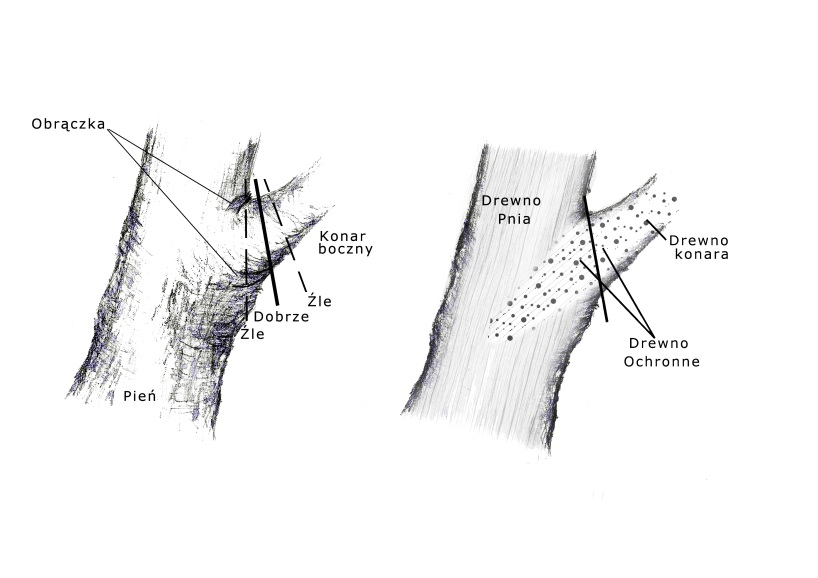 Obrączka
Konar
boczny
Źle
Dobrze
Źle
Pień
Drewno
Pnia
Drewno
konara
Drewno
Ochronne